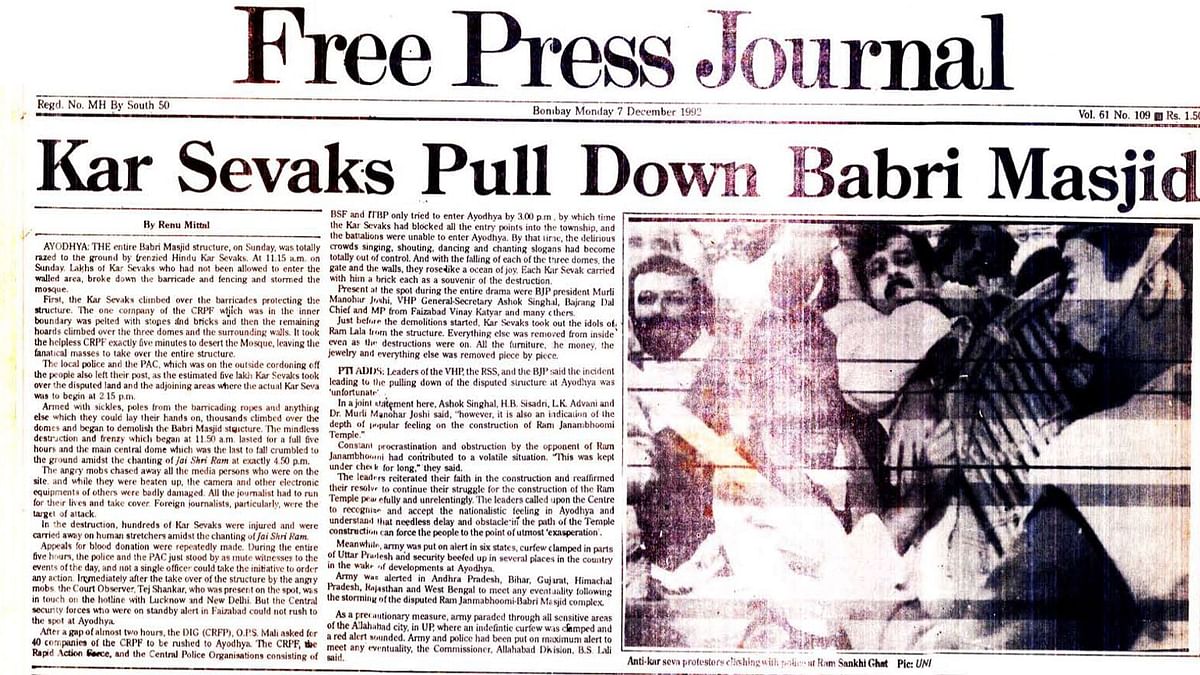 Free Press Journal
Regd. No. MH By South 50
Bombay Monday 7 December 1992
Vol. 61 No. 109 Rs. 1.50
Kar Sevaks Pull Down Babri Masjid
By Renu Mittal
AYODHYA: THE entire Babri Masjid structure, on Sunday, was totally
razed to the ground by frenzied Hindu Kar Sevaks. At 11.15 a.m. on
Sunday. Lakhs of Kar Sevaks who had not been allowed to enter the
walled area, broke down the barricade and fencing and stormed the
mosque.
First, the Kar Sevaks climbed over the barricades protecting the
structure. The one company of the CRPF which was in the inner
boundary was pelted with stones and bricks and then the remaining
hoards climbed over the three domes and the surrounding walls. It took
the helpless CRPF exactly five minutes to desert the Mosque, leaving the
fanatical masses to take over the entire structure.
The local police and the PAC, which was on the outside cordoning off
the people also left their post, as the estimated five lakh Kar Sevaks took
over the disputed land and the adjoining areas where the actual Kar Seva
was to begin at 2.15 p.m.
Armed with sickles, poles from the barricading ropes and anything
else which they could lay their hands on, thousands climbed over the
domes and began to demolish the Babri Masjid structure. The mindless
destruction and frenzy which began at 11.50 a.m. lasted for a full five
hours and the main central dome which was the last to fall crumbled to
the ground amidst the chanting of Jai Shri Ram at exactly 4.50 p.m.
The angry mobs chased away all the media persons who were on the
site, and while they were beaten up, the camera and other electronic
equipments of others were badly damaged. All the journalist had to run
for their lives and take cover. Foreign journalists, particularly, were the
target of attack.
In the destruction, hundreds of Kar Sevaks were injured and were
carried away on human stretchers amidst the chanting of Jai Shri Ram.
Appeals for blood donation were repeatedly made. During the entire
five hours, the police and the PAC just stood by as mute witnesses to the
events of the day, and not a single officer could take the initiative to order
any action. Immediately after the take over of the structure by the angry
mobs, the Court Observer, Tej Shankar, who was present on the spot, was
in touch on the hotline with Lucknow and New Delhi. But the Central
security forces who were on standby alert in Faizabad could not rush to
the spot at Ayodhya.
After a gap of almost two hours, the DIG (CRPF), O.P.S. Mali asked for
40 companies of the CRPF to be rushed to Ayodhya. The CRPF, the
Rapid Action Force, and the Central Police Organisations consisting of
BSF and ITBP only tried to enter Ayodhya by 3.00 p.m., by which time
the Kar Sevaks had blocked all the entry points into the township, and
the battalions were unable to enter Ayodhya. By that time, the delirious
crowds singing, shouting, dancing and chanting slogans had become
totally out of control. And with the falling of each of the three domes, the
gate and the walls, they rose like a ocean of joy. Each Kar Sevak carried
with him a brick each as a souvenir of the destruction.
Present at the spot during the entire drama were BJP president Murli
Manohar Joshi, VHP General-Secretary Ashok Singhal, Bajrang Dal
Chief and MP from Faizabad Vinay Katyar and many others.
Just before the demolitions started, Kar Sevaks took out the idols of
Ram Lala from the structure. Everything else was removed from inside
even as the destructions were on. All the furniture, the money, the
jewelry and everything else was removed piece by piece.
PTI ADDS: Leaders of the VHP, the RSS, and the BJP said the incident
leading to the pulling down of the disputed structure at Ayodhya was
'unfortunate'.
In a joint statement here, Ashok Singhal, H.B. Sisadri, L.K. Advani and
Dr. Murli Manohar Joshi said, "however, it is also an indication of the
depth of popular feeling on the construction of Ram Janambhoomi
Temple."
Constant procrastination and obstruction by the opponent of Ram
Janambhoomi had contributed to a volatile situation. "This was kept
under check for long," they said.
The leaders reiterated their faith in the construction and reaffirmed
their resolve to continue their struggle for the construction of the Ram
Temple peacefully and unrelentingly. The leaders called upon the Centre
to recognise and accept the nationalistic feeling in Ayodhya and
understand that needless delay and obstacle in the path of the Temple
construction can force the people to the point of utmost 'exasperation'.
Meanwhile, army was put on alert in six states, curfew clamped in parts
of Uttar Pradesh and security beefed up in several places in the country
in the wake of developments at Ayodhya.
Army was alerted in Andhra Pradesh, Bihar, Gujarat, Himachal
Pradesh, Rajasthan and West Bengal to meet any eventuality following
the storming of the disputed Ram Janmabhoomi-Babri Masjid complex.
As a precautionary measure, army paraded through all sensitive areas
of the Allahabad city, in UP, where an indefintic curfew was clamped and
a red alert sounded. Army and police had been put on maximum alert to
meet any eventuality, the Commissioner, Allahabad Division, B.S. Lali
said.
Anti-kar seva protestors clashing with police at Ram Sankhi Ghat Pic: UNI